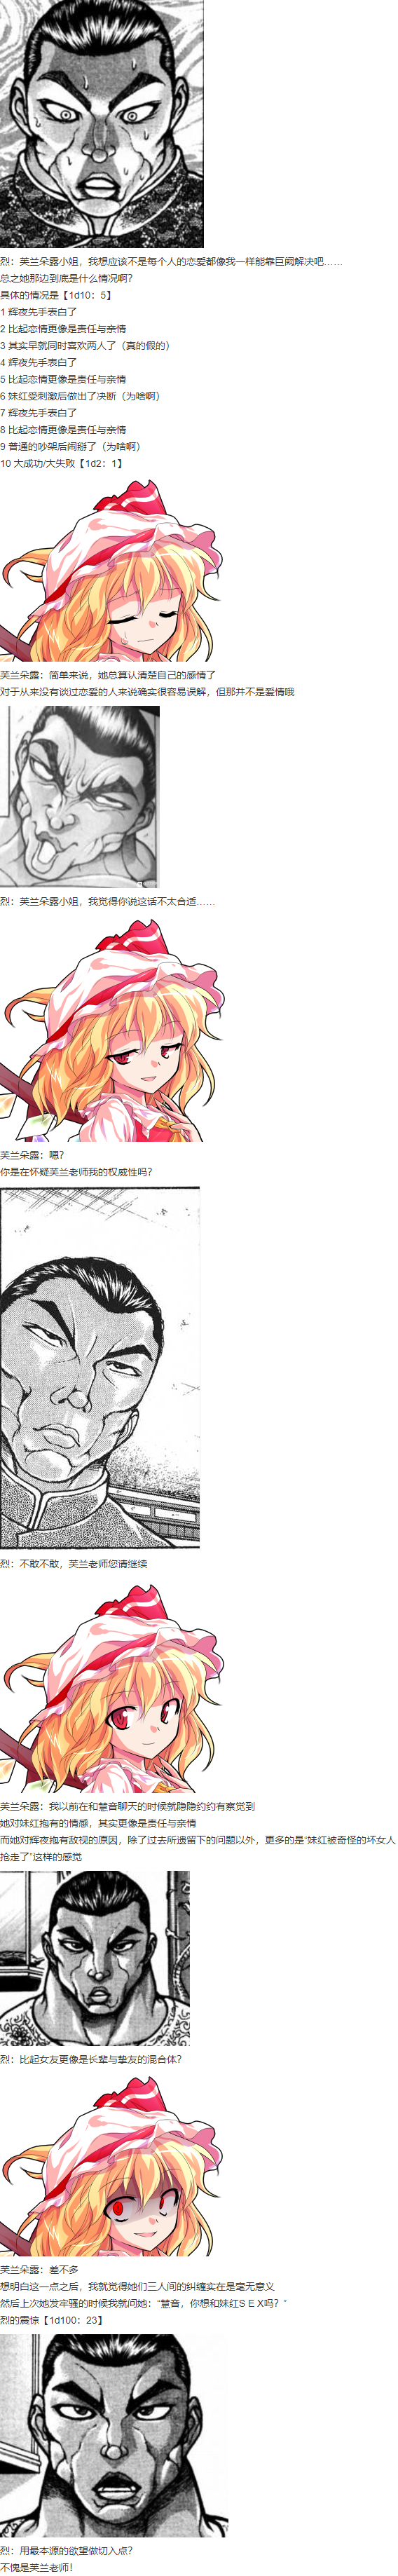 烈：芙兰朵露小姐，我想应该不是每个人的恋爱都像我一样能靠巨阙解决吧……
总之她那边到底是什么情况啊？
具体的情况是【1d10：5】
1 辉夜先手表白了
2 比起恋情更像是责任与亲情
3 其实早就同时喜欢两人了（真的假的）
4 辉夜先手表白了
5 比起恋情更像是责任与亲情
6 妹红受刺激后做出了决断（为啥啊）
7 辉夜先手表白了
8 比起恋情更像是责任与亲情
9 普通的吵架后闹掰了（为啥啊）
10 大成功/大失败【1d2：1】
芙兰朵露：简单来说，她总算认清楚自己的感情了
对于从来没有谈过恋爱的人来说确实很容易误解，但那并不是爱情哦
烈：芙兰朵露小姐，我觉得你说这话不太合适……
芙兰朵露：嗯？
你是在怀疑芙兰老师我的权威性吗？
烈：不敢不敢，芙兰老师您请继续
芙兰朵露：我以前在和慧音聊天的时候就隐隐约约有察觉到
她对妹红抱有的情感，其实更像是责任与亲情
而她对辉夜抱有敌视的原因，除了过去所遗留下的问题以外，更多的是“妹红被奇怪的坏女人
抢走了”这样的感觉
烈：比起女友更像是长辈与挚友的混合体？
芙兰朵露：差不多
想明白这一点之后，我就觉得她们三人间的纠缠实在是毫无意义
然后上次她发牢骚的时候我就问她：“慧音，你想和妹红S E X吗？”
烈的震惊【1d100：23】
烈：用最本源的欲望做切入点？
不愧是芙兰老师！